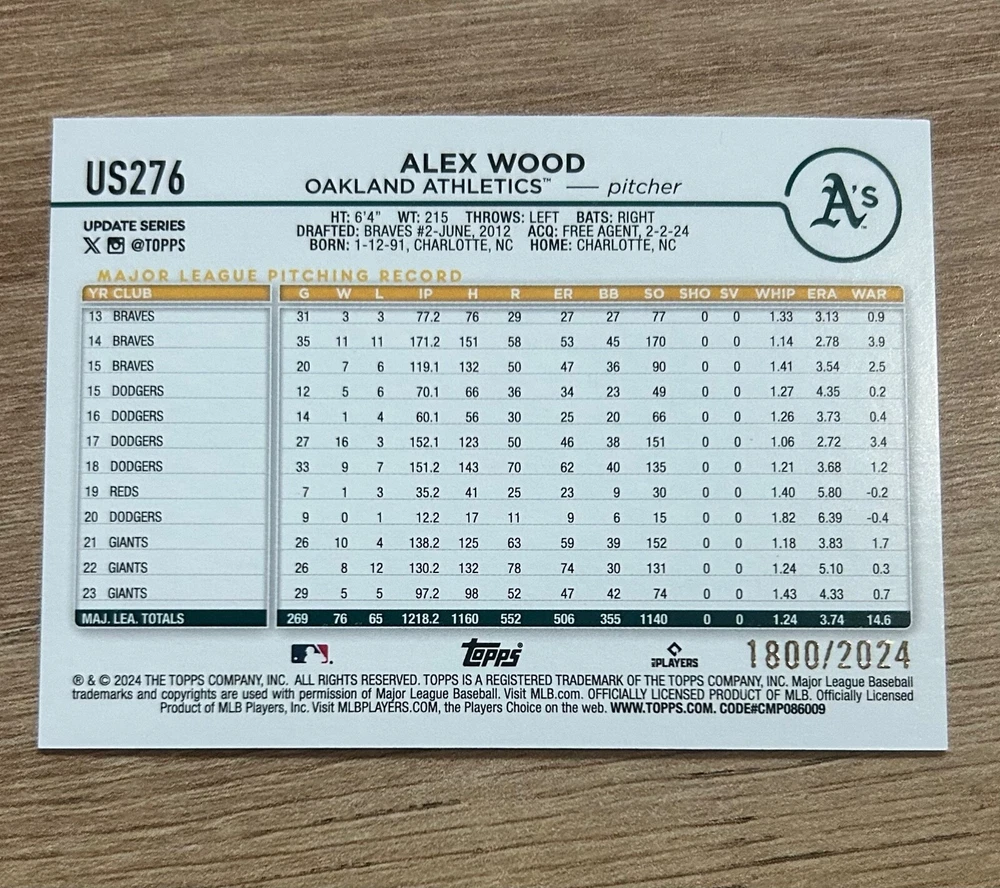 US276
ALEX WOOD
OAKLAND ATHLETICS™ — pitcher
A's™
UPDATE SERIES
X @TOPPS
HT: 6'4" WT: 215 THROWS: LEFT BATS: RIGHT
DRAFTED: BRAVES #2-JUNE, 2012 ACQ: FREE AGENT, 2-2-24
BORN: 1-12-91, CHARLOTTE, NC HOME: CHARLOTTE, NC
MAJOR LEAGUE PITCHING RECORD
YR CLUB G W L IP H R ER BB SO SHO SV WHIP ERA WAR
13 BRAVES 31 3 3 77.2 76 29 27 27 77 0 0 1.33 3.13 0.9
14 BRAVES 35 11 11 171.2 151 58 53 45 170 0 0 1.14 2.78 3.9
15 BRAVES 20 7 6 119.1 132 50 47 36 90 0 0 1.41 3.54 2.5
15 DODGERS 12 5 6 70.1 66 36 34 23 49 0 0 1.27 4.35 0.2
16 DODGERS 14 1 4 60.1 56 30 25 20 66 0 0 1.26 3.73 0.4
17 DODGERS 27 16 3 152.1 123 50 46 38 151 0 0 1.06 2.72 3.4
18 DODGERS 33 9 7 151.2 143 70 62 40 135 0 0 1.21 3.68 1.2
19 REDS 7 1 3 35.2 41 25 23 9 30 0 0 1.40 5.80 -0.2
20 DODGERS 9 0 1 12.2 17 11 9 6 15 0 0 1.82 6.39 -0.4
21 GIANTS 26 10 4 138.2 125 63 59 39 152 0 0 1.18 3.83 1.7
22 GIANTS 26 8 12 130.2 132 78 74 30 131 0 0 1.24 5.10 0.3
23 GIANTS 29 5 5 97.2 98 52 47 42 74 0 0 1.43 4.33 0.7
MAJ. LEA. TOTALS 269 76 65 1218.2 1160 552 506 355 1140 0 0 1.24 3.74 14.6
Topps PLAYERS 1800/2024
® & © 2024 THE TOPPS COMPANY, INC. ALL RIGHTS RESERVED. TOPPS IS A REGISTERED TRADEMARK OF THE TOPPS COMPANY, INC. Major League Baseball
trademarks and copyrights are used with permission of Major League Baseball. Visit MLB.com. OFFICIALLY LICENSED PRODUCT OF MLB. Officially Licensed
Product of MLB Players, Inc. Visit MLBPLAYERS.COM, the Players Choice on the web. WWW.TOPPS.COM. CODE#CMP086009